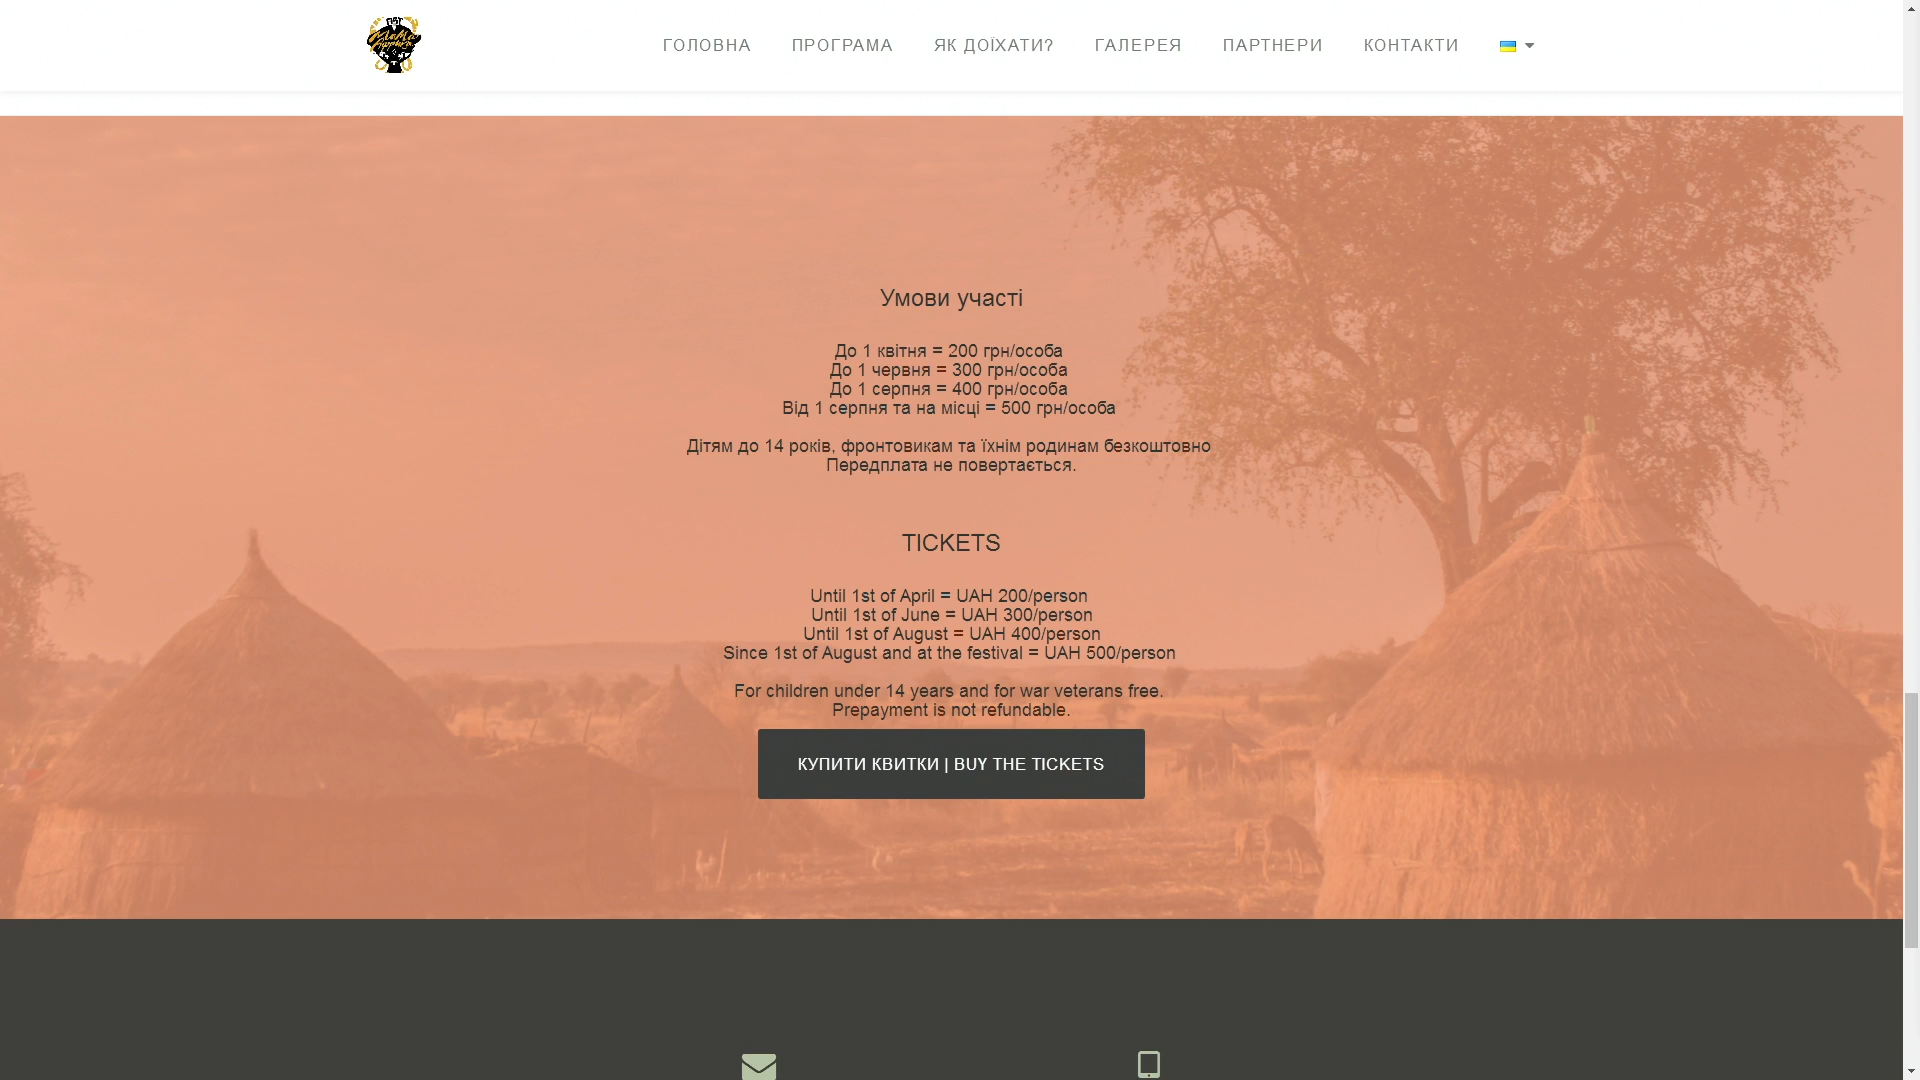 ГОЛОВНА ПРОГРАМА ЯК ДОЇХАТИ? ГАЛЕРЕЯ ПАРТНЕРИ КОНТАКТИ
Умови участі
До 1 квітня = 200 грн/особа
До 1 червня = 300 грн/особа
До 1 серпня = 400 грн/особа
Від 1 серпня та на місці = 500 грн/особа
Дітям до 14 років, фронтовикам та їхнім родинам безкоштовно
Передплата не повертається.
TICKETS
Until 1st of April = UAH 200/person
Until 1st of June = UAH 300/person
Until 1st of August = UAH 400/person
Since 1st of August and at the festival = UAH 500/person
For children under 14 years and for war veterans free.
Prepayment is not refundable.
КУПИТИ КВИТКИ | BUY THE TICKETS